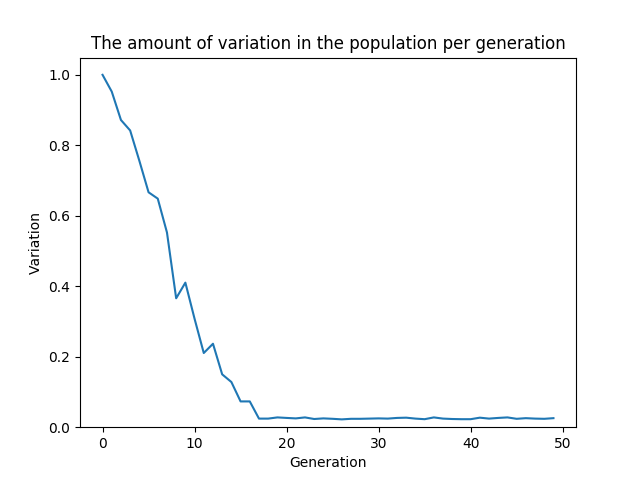 The amount of variation in the population per generation
1.0
0.8
0.6
0.4
0.2
0.0
Variation
0 10 20 30 40 50
Generation